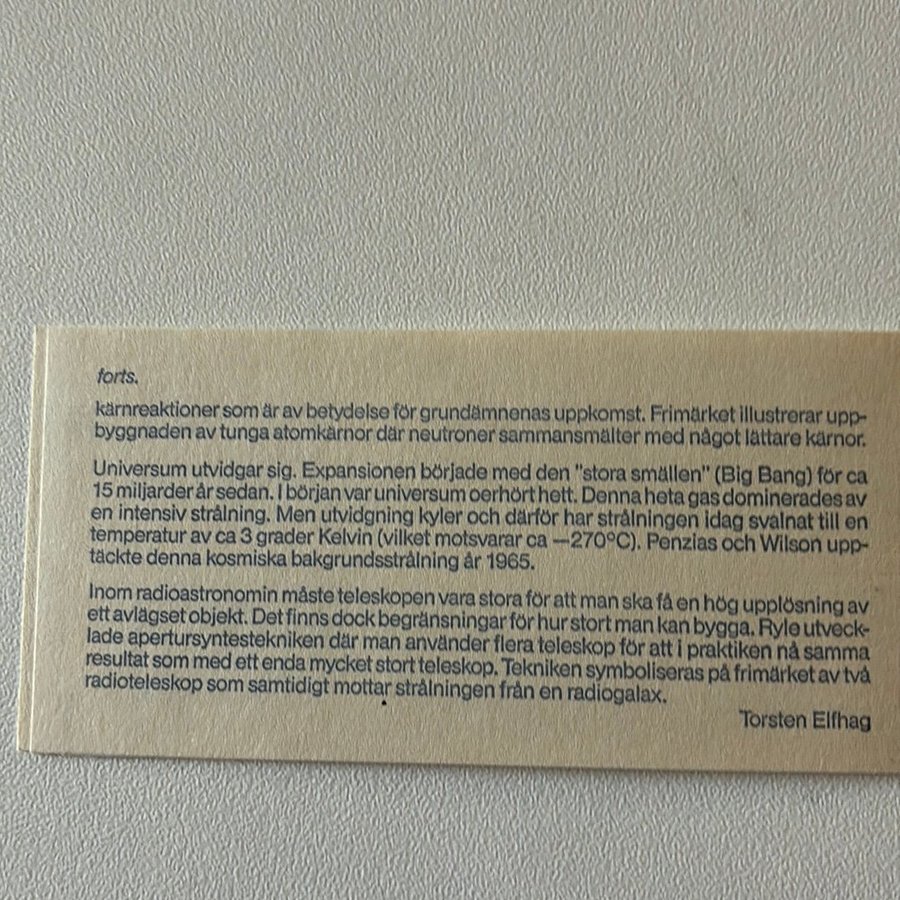 forts.
kärnreaktioner som är av betydelse för grundämnenas uppkomst. Frimärket illustrerar upp-
byggnaden av tunga atomkärnor där neutroner sammansmälter med något lättare kärnor.
Universum utvidgar sig. Expansionen började med den "stora smällen" (Big Bang) för ca
15 miljarder år sedan. I början var universum oerhört hett. Denna heta gas dominerades av
en intensiv strålning. Men utvidgning kyler och därför har strålningen idag svalnat till en
temperatur av ca 3 grader Kelvin (vilket motsvarar ca —270°C). Penzias och Wilson upp-
täckte denna kosmiska bakgrundsstrålning år 1965.
Inom radioastronomin måste teleskopen vara stora för att man ska få en hög upplösning av
ett avlägset objekt. Det finns dock begränsningar för hur stort man kan bygga. Ryle utveck-
lade apertursyntestekniken där man använder flera teleskop för att i praktiken nå samma
resultat som med ett enda mycket stort teleskop. Tekniken symboliseras på frimärket av två
radioteleskop som samtidigt mottar strålningen från en radiogalax.
Torsten Elfhag